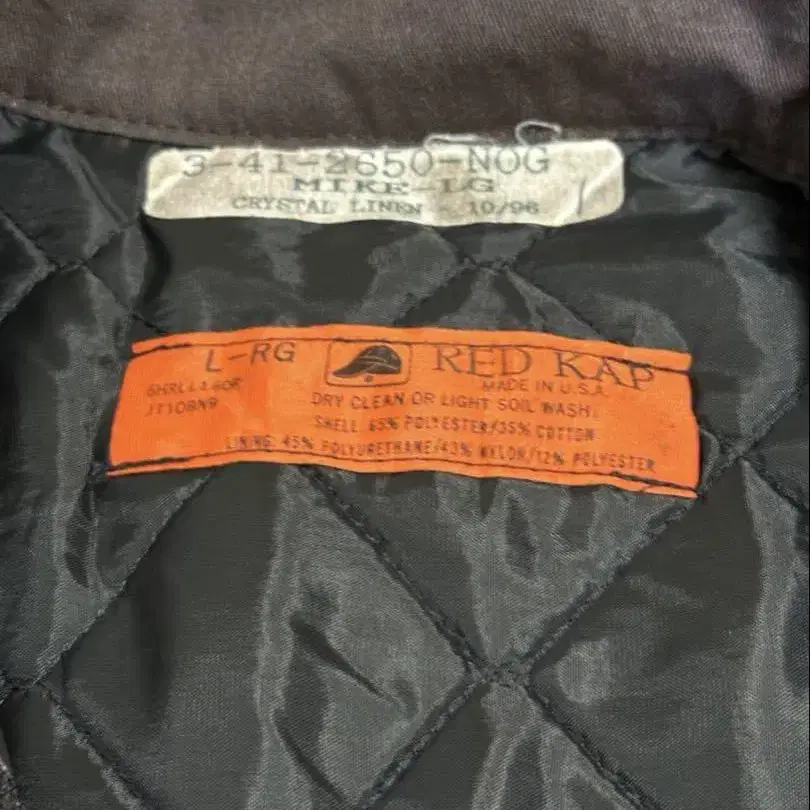 3-41-2650-NOG
MIKE-LG
CRYSTAL LINEN - 10/96
L-RG RED KAP
MADE IN U.S.A.
JT10BN9 DRY CLEAN OR LIGHT SOIL WASH.
SHELL 65% POLYESTER/35% COTTON
LINING 45% POLYURETHANE/43% NYLON/12% POLYESTER